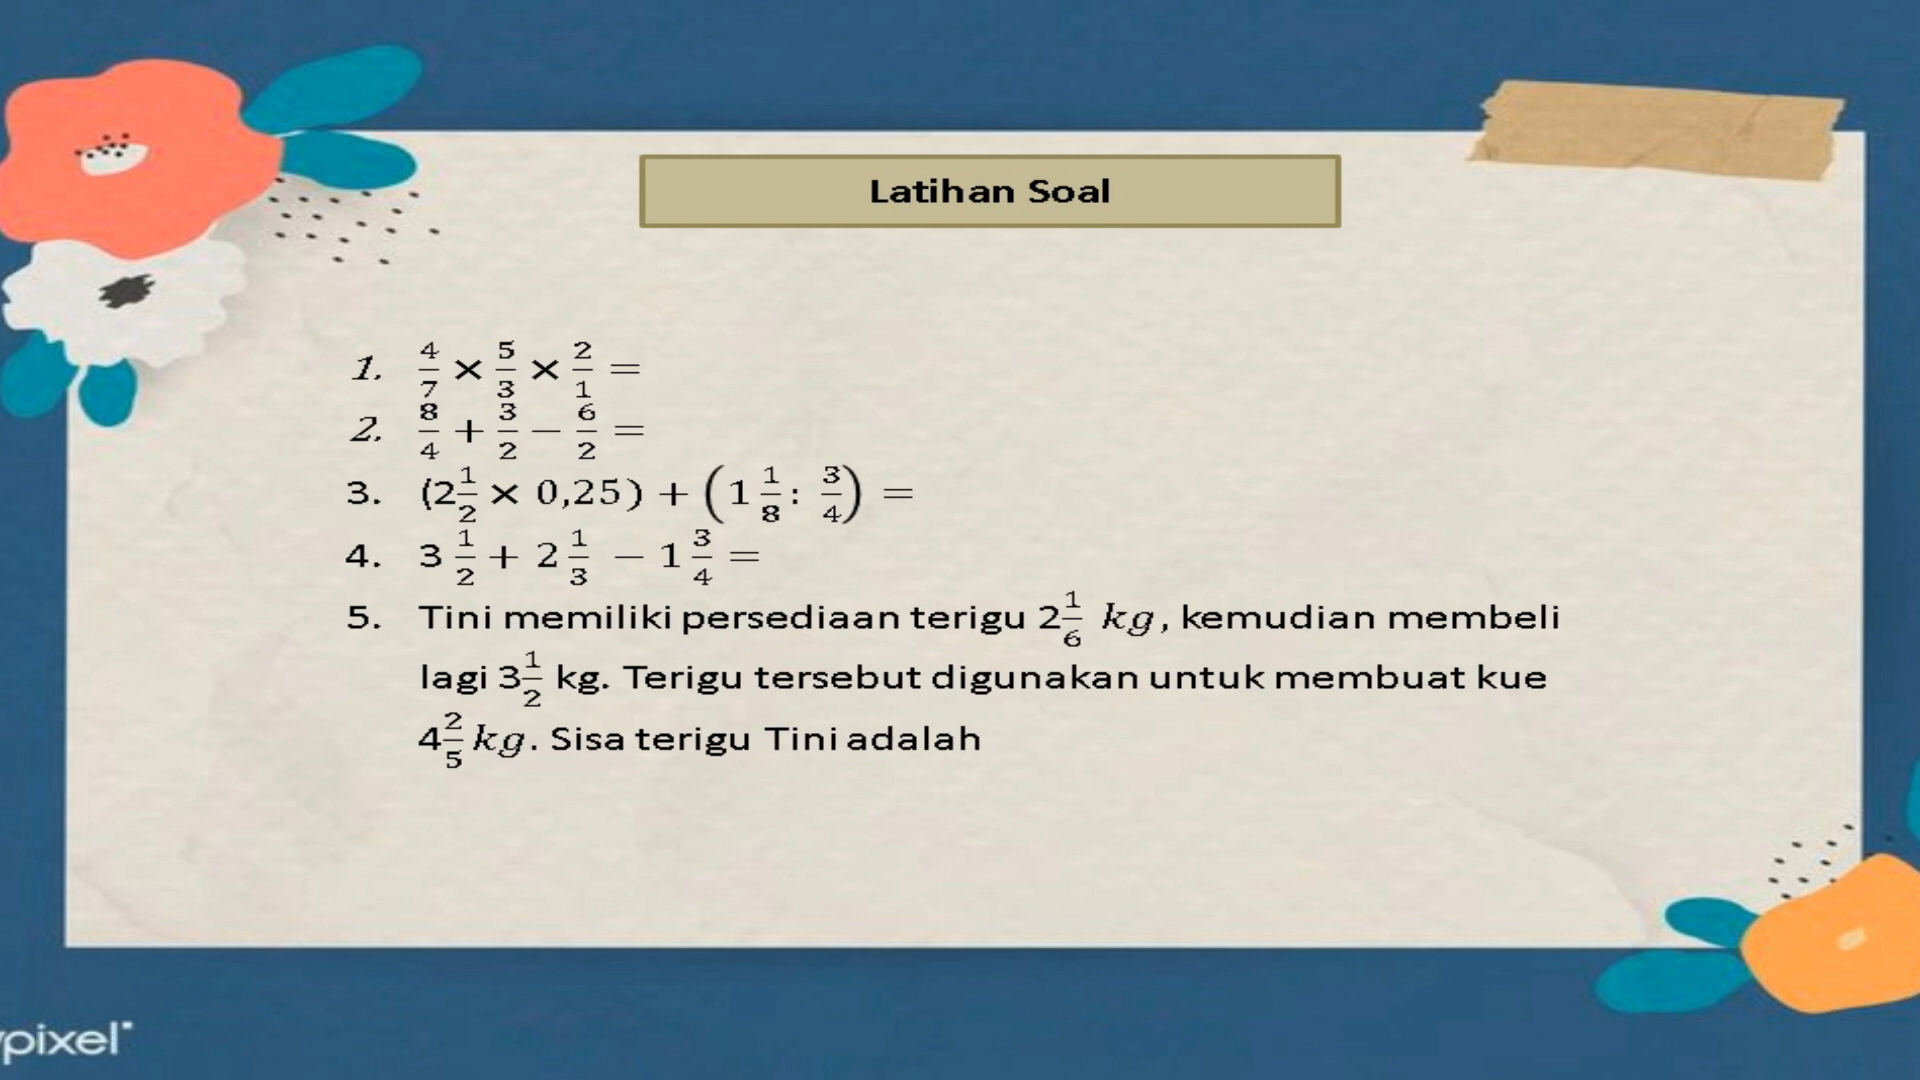 Latihan Soal
1. 4/7 × 5/3 × 2/1 =
2. 8/4 + 3/2 − 6/2 =
3. (2 1/2 × 0,25) + (1 1/8 : 3/4) =
4. 3 1/2 + 2 1/3 − 1 3/4 =
5. Tini memiliki persediaan terigu 2 1/6 kg, kemudian membeli
lagi 3 1/2 kg. Terigu tersebut digunakan untuk membuat kue
4 2/5 kg. Sisa terigu Tini adalah
pixel